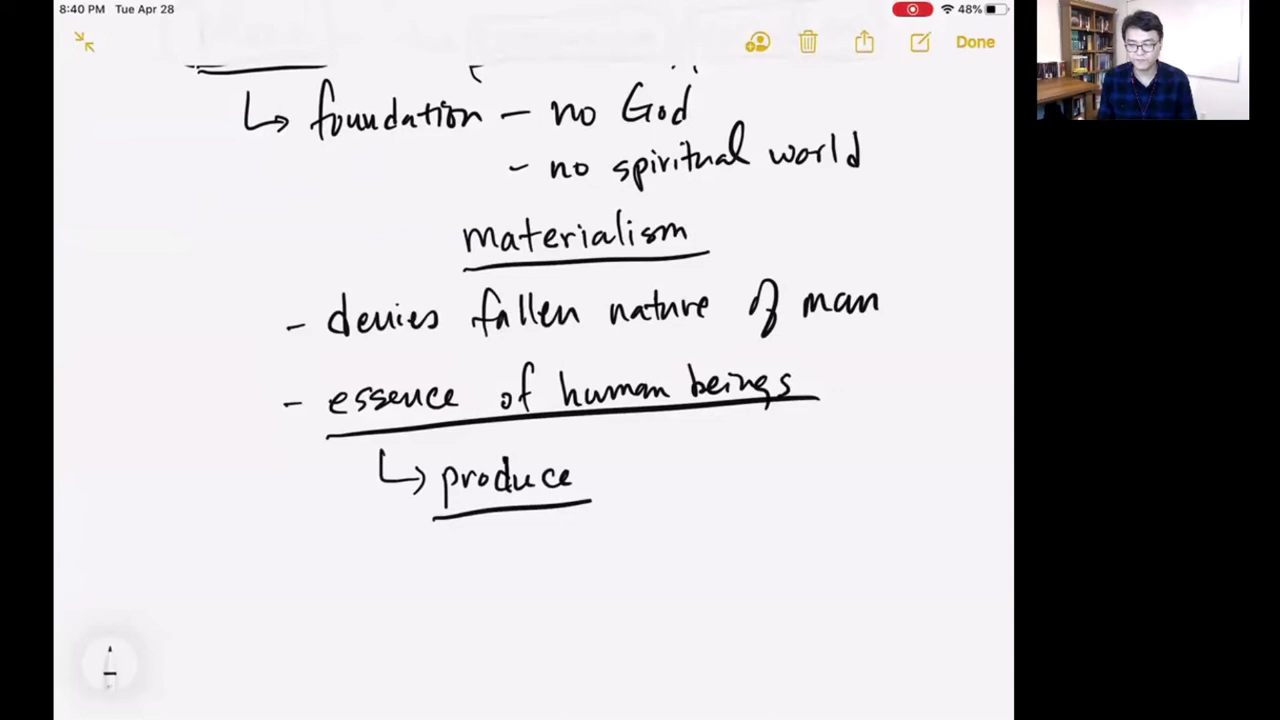 8:40 PM Tue Apr 28
48%
Done
↳ foundation – no God
– no spiritual world
materialism
– denies fallen nature of man
– essence of human beings
↳ produce